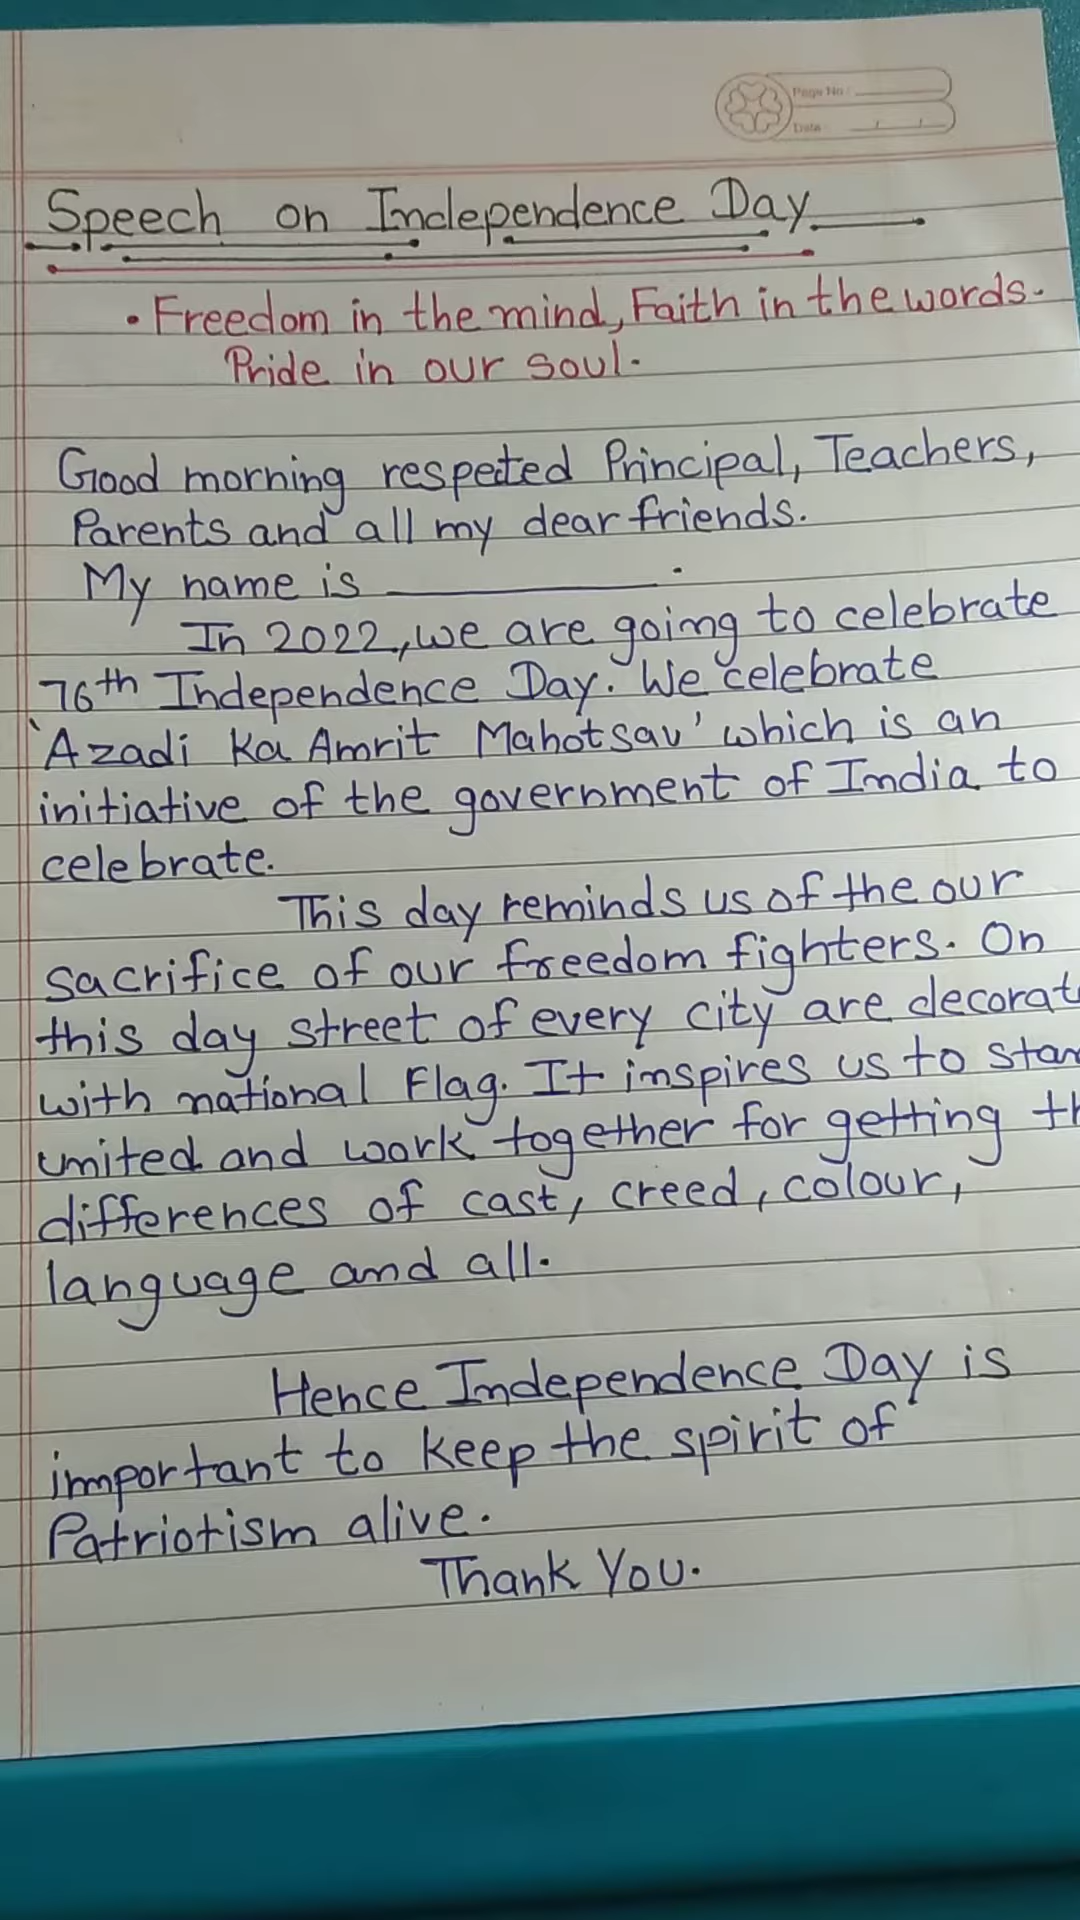 Page No:
Date
Speech on Independence Day
• Freedom in the mind, Faith in the words.
Pride in our soul.
Good morning respected Principal, Teachers,
Parents and all my dear friends.
My name is ________.
In 2022, we are going to celebrate
76th Independence Day. We celebrate
'Azadi Ka Amrit Mahotsav' which is an
initiative of the government of India to
celebrate.
This day reminds us of the our
sacrifice of our freedom fighters. On
this day street of every city are decorat
with national Flag. It inspires us to stan
united and work together for getting th
differences of cast, creed, colour,
language and all.
Hence Independence Day is
important to keep the spirit of
Patriotism alive.
Thank You.